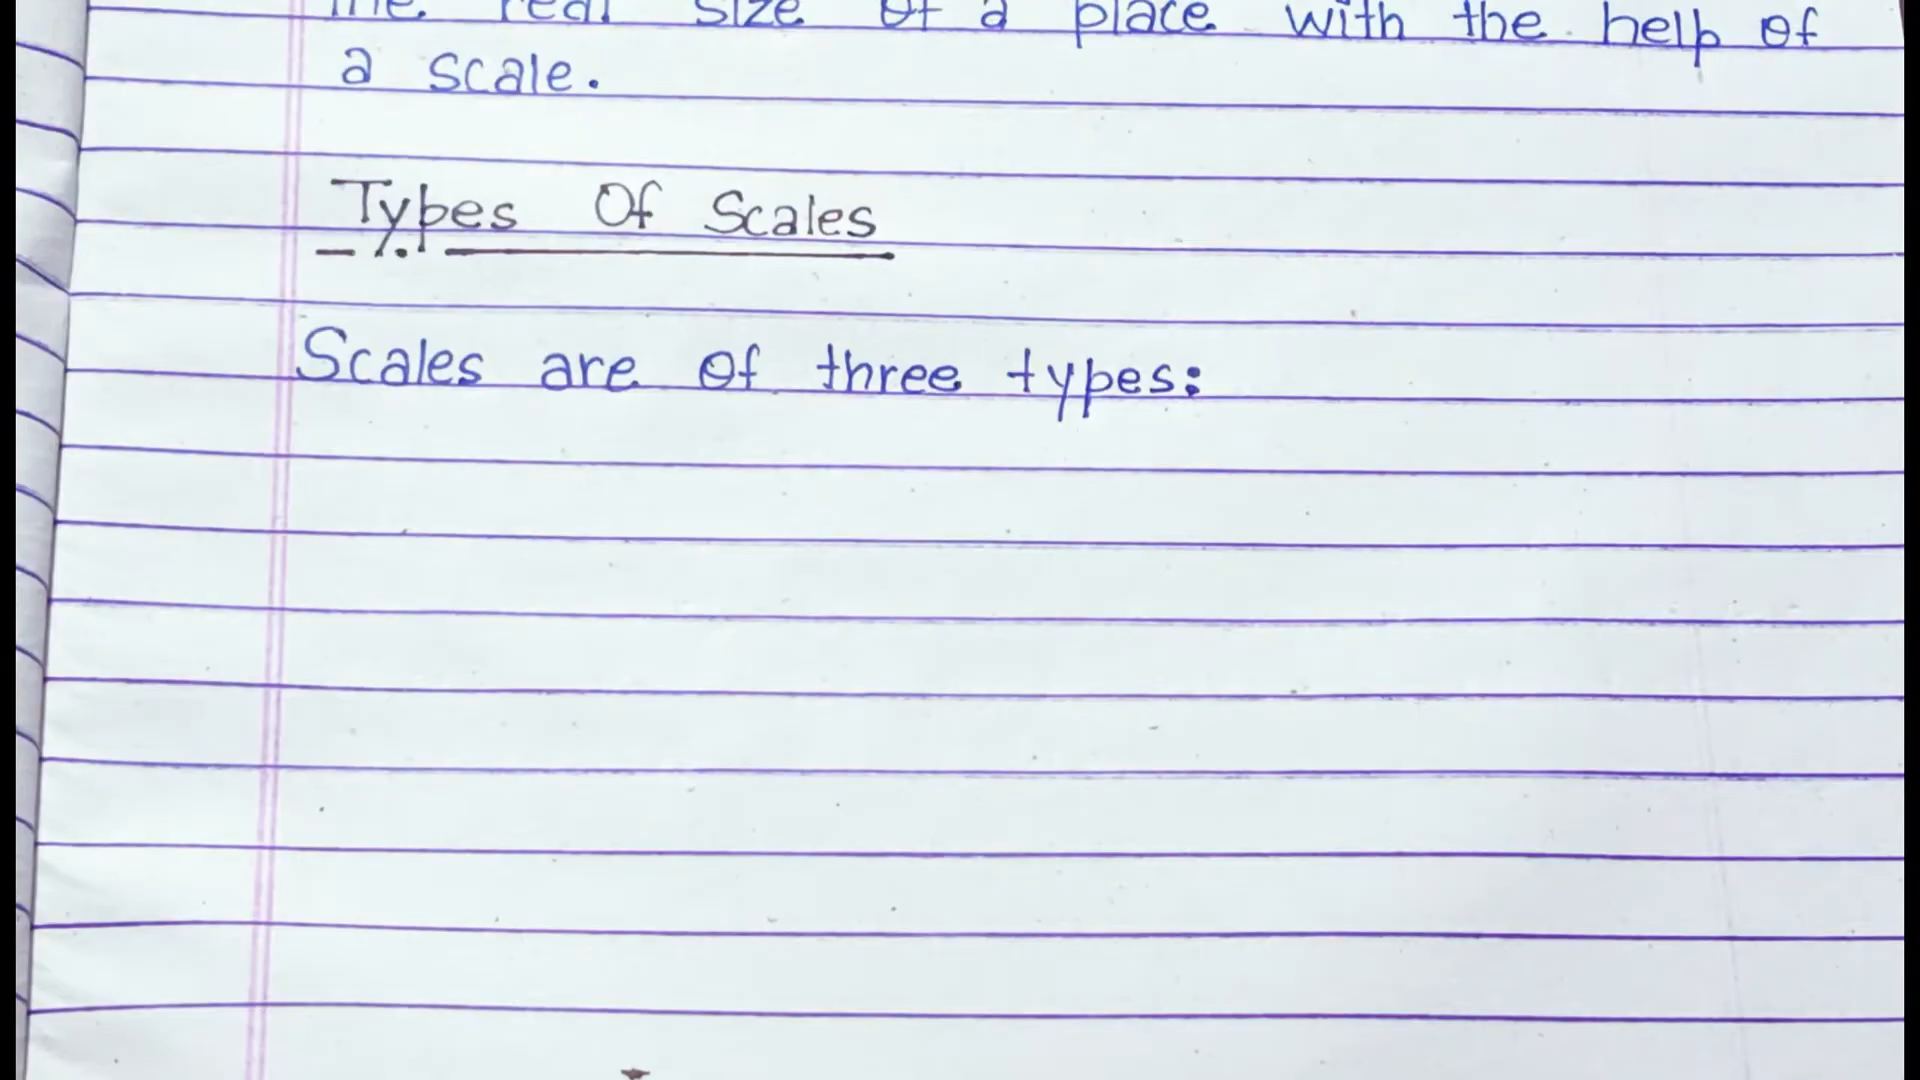 the real size of a place with the help of
a scale.
Types Of Scales
Scales are of three types: